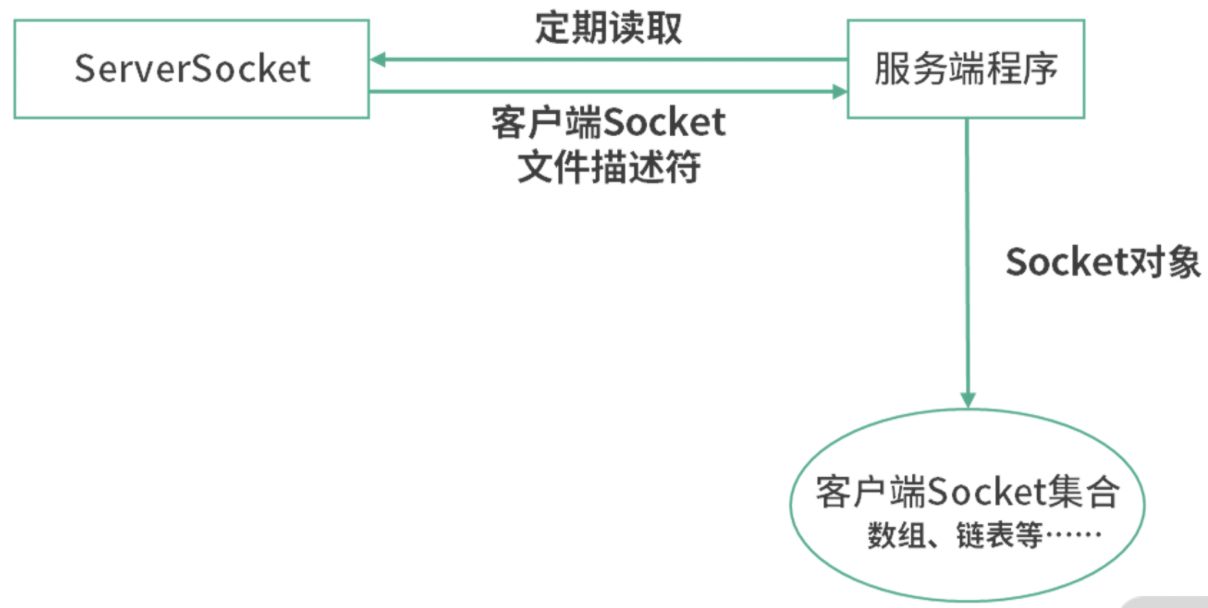 定期读取
ServerSocket
服务端程序
客户端Socket
文件描述符
Socket对象
客户端Socket集合
数组、链表等……